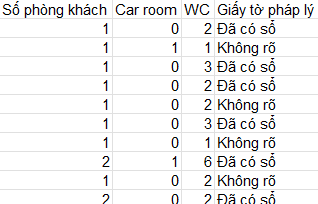 Số phòng khách Car room WC Giấy tờ pháp lý
1 0 2 Đã có sổ
1 1 1 Không rõ
1 0 3 Đã có sổ
1 0 2 Đã có sổ
1 0 2 Không rõ
1 0 3 Đã có sổ
1 0 1 Không rõ
2 1 6 Đã có sổ
1 0 2 Không rõ
2 0 2 Đã có sổ